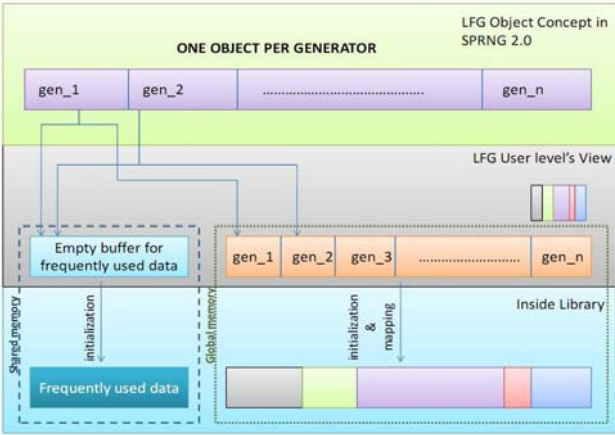 LFG Object Concept in
SPRNG 2.0
ONE OBJECT PER GENERATOR
gen_1 gen_2 ................................................ gen_n
LFG User level's View
Empty buffer for
frequently used data
gen_1 gen_2 gen_3 .............................. gen_n
Inside Library
Shared memory
initialization
Global memory
initialization
&
mapping
Frequently used data